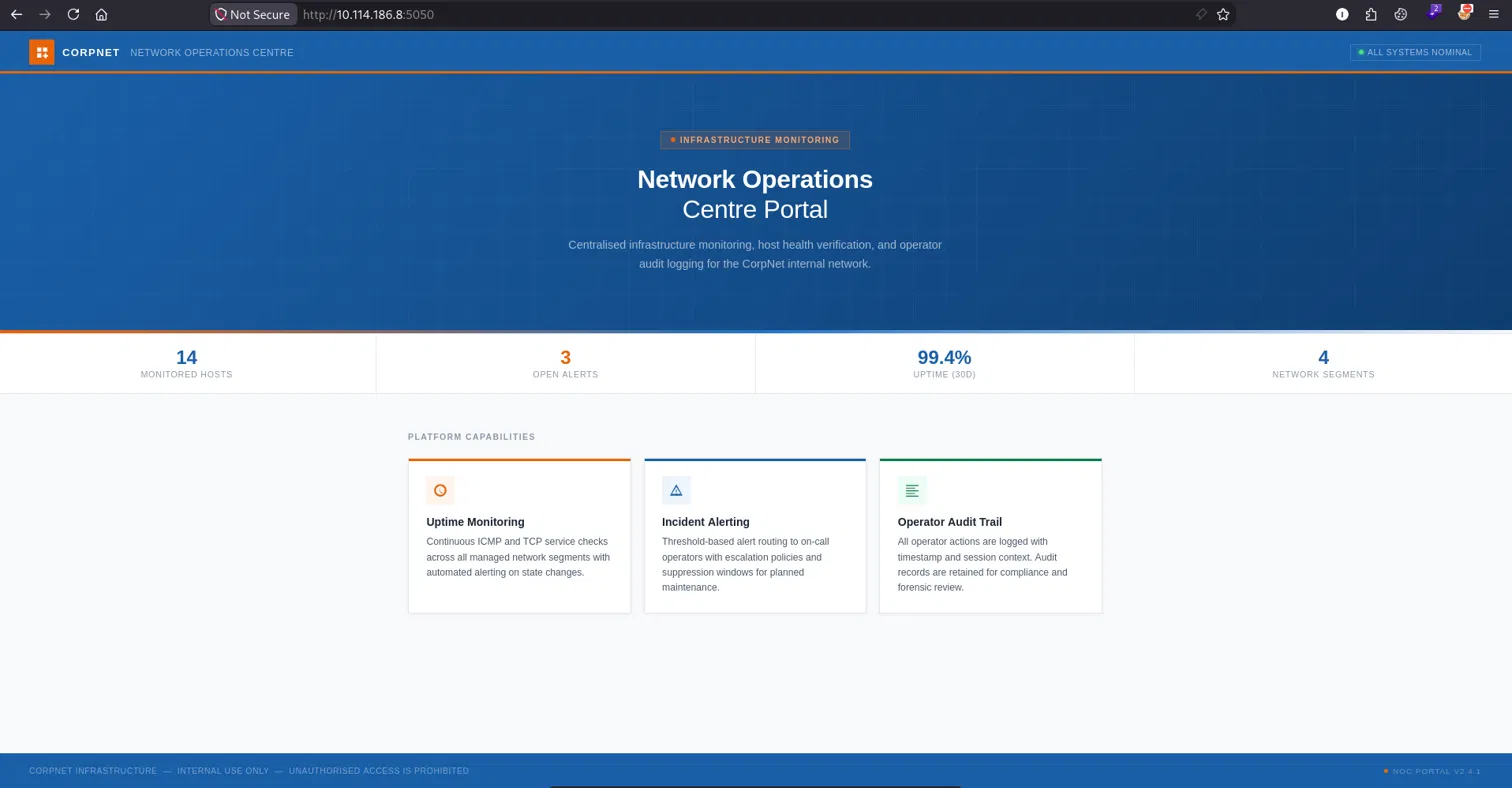 Not Secure http://10.114.186.8:5050
2
CORPNET NETWORK OPERATIONS CENTRE
ALL SYSTEMS NOMINAL
INFRASTRUCTURE MONITORING
Network Operations
Centre Portal
Centralised infrastructure monitoring, host health verification, and operator
audit logging for the CorpNet internal network.
14
MONITORED HOSTS
3
OPEN ALERTS
99.4%
UPTIME (30D)
4
NETWORK SEGMENTS
PLATFORM CAPABILITIES
Uptime Monitoring
Continuous ICMP and TCP service checks
across all managed network segments with
automated alerting on state changes.
Incident Alerting
Threshold-based alert routing to on-call
operators with escalation policies and
suppression windows for planned
maintenance.
Operator Audit Trail
All operator actions are logged with
timestamp and session context. Audit
records are retained for compliance and
forensic review.
CORPNET INFRASTRUCTURE — INTERNAL USE ONLY — UNAUTHORISED ACCESS IS PROHIBITED
NOC PORTAL V2.4.1